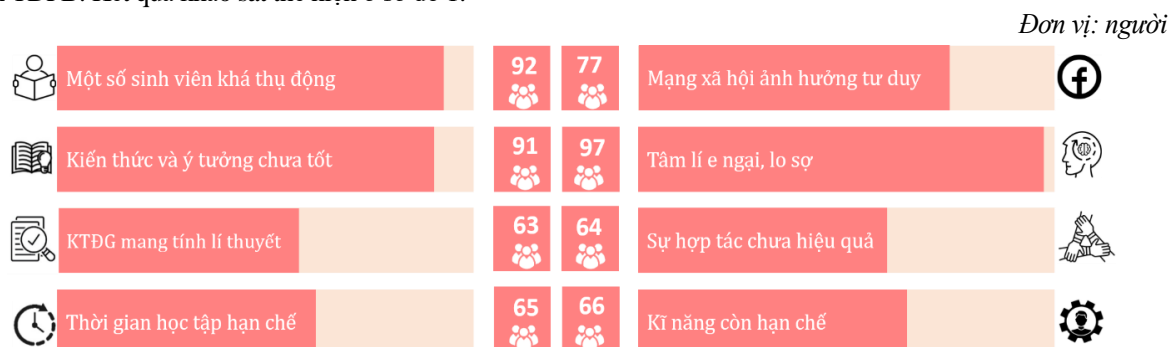 Đơn vị: người
Một số sinh viên khá thụ động
92
77
Mạng xã hội ảnh hưởng tư duy
Kiến thức và ý tưởng chưa tốt
91
97
Tâm lí e ngại, lo sợ
KTĐG mang tính lí thuyết
63
64
Sự hợp tác chưa hiệu quả
Thời gian học tập hạn chế
65
66
Kĩ năng còn hạn chế